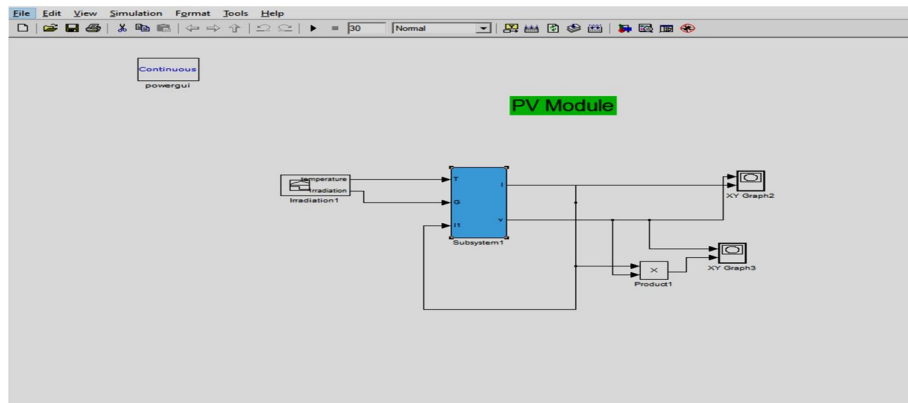 File Edit View Simulation Format Tools Help
30 Normal
Continuous
powergui
PV Module
temperature
Irradiation
Irradiation1
T
G
I1
I
v
Subsystem1
XY Graph2
XY Graph3
×
Product1